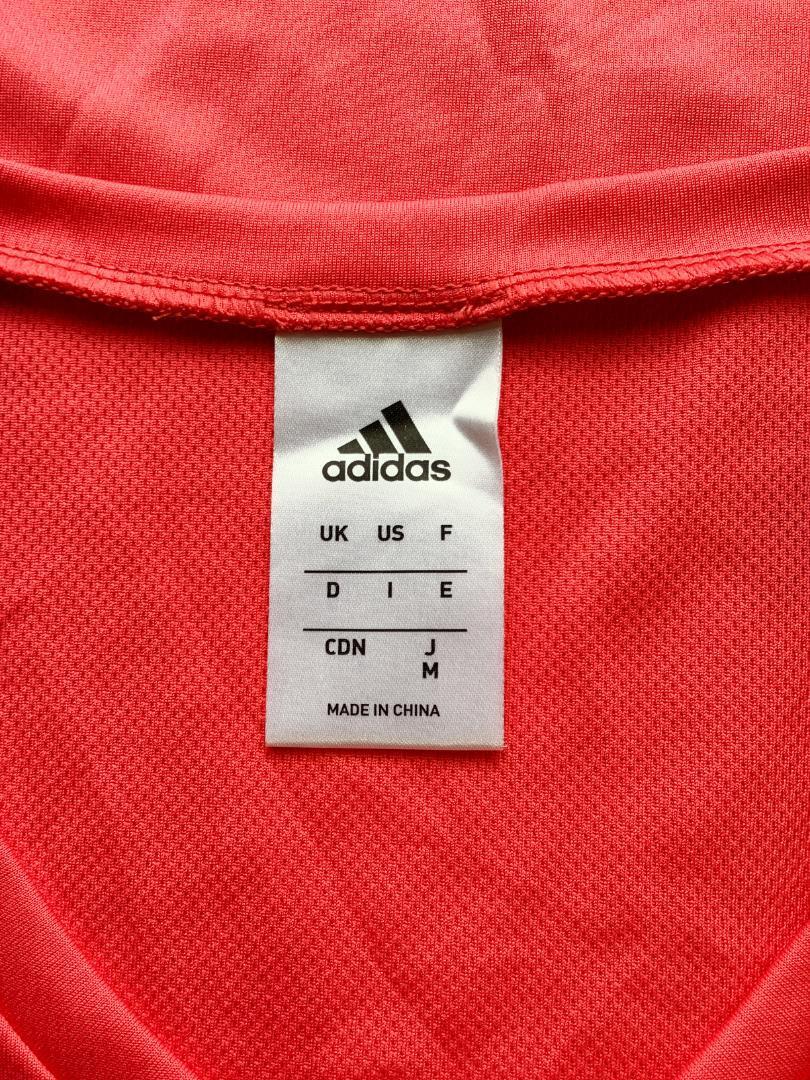 adidas
UK US F
D I E
CDN J
M
MADE IN CHINA